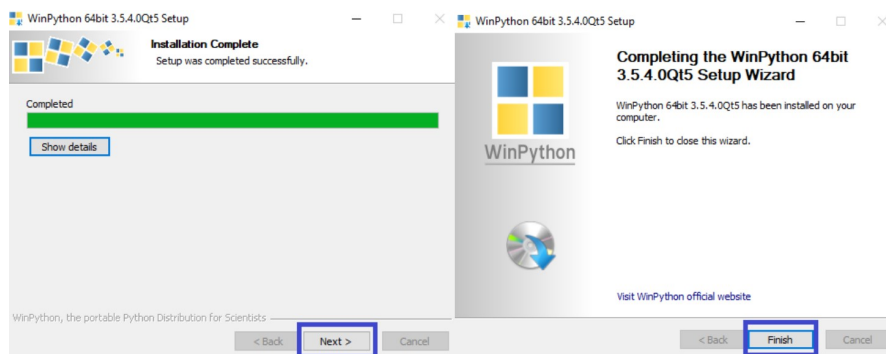 WinPython 64bit 3.5.4.0Qt5 Setup
Installation Complete
Setup was completed successfully.
Completed
Show details
WinPython, the portable Python Distribution for Scientists
< Back Next > Cancel
WinPython 64bit 3.5.4.0Qt5 Setup
Completing the WinPython 64bit
3.5.4.0Qt5 Setup Wizard
WinPython 64bit 3.5.4.0Qt5 has been installed on your
computer.
Click Finish to close this wizard.
WinPython
Visit WinPython official website
< Back Finish Cancel